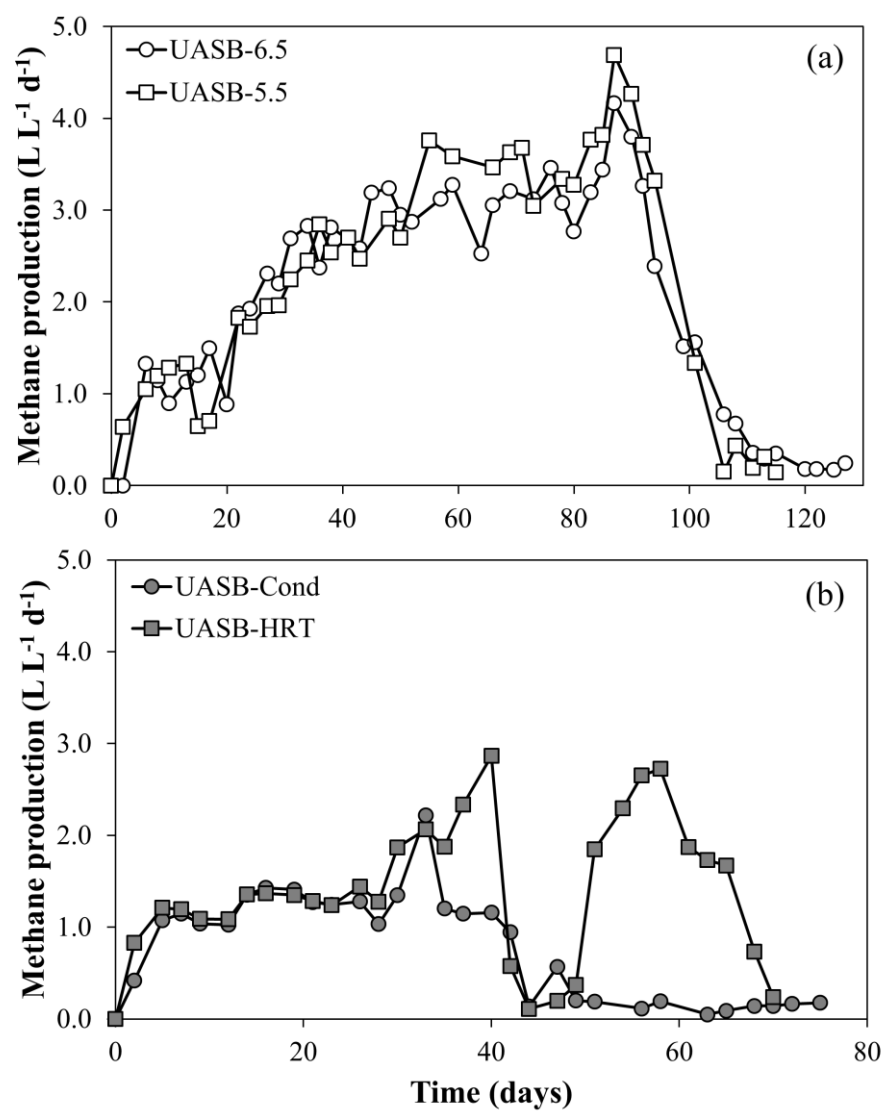 5.0
4.0
3.0
2.0
1.0
0.0
Methane production (L L⁻¹ d⁻¹)
UASB-6.5
UASB-5.5
(a)
0 20 40 60 80 100 120
5.0
4.0
3.0
2.0
1.0
0.0
Methane production (L L⁻¹ d⁻¹)
UASB-Cond
UASB-HRT
(b)
0 20 40 60 80
Time (days)